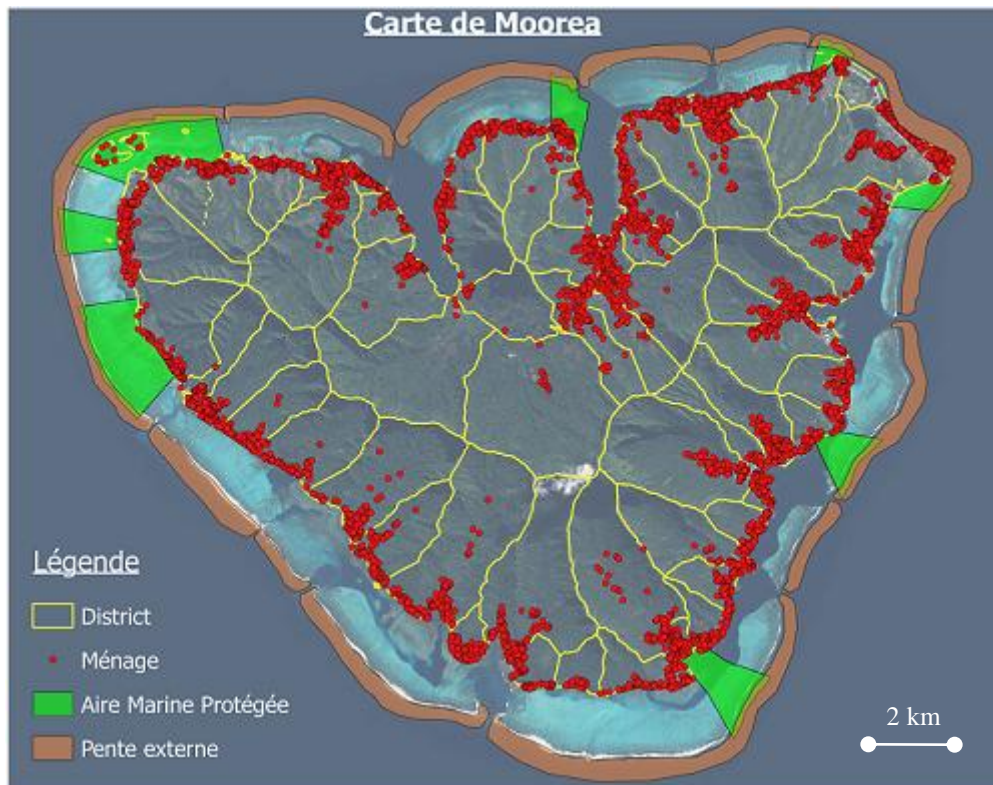 Carte de Moorea
Légende
District
Ménage
Aire Marine Protégée
Pente externe
2 km